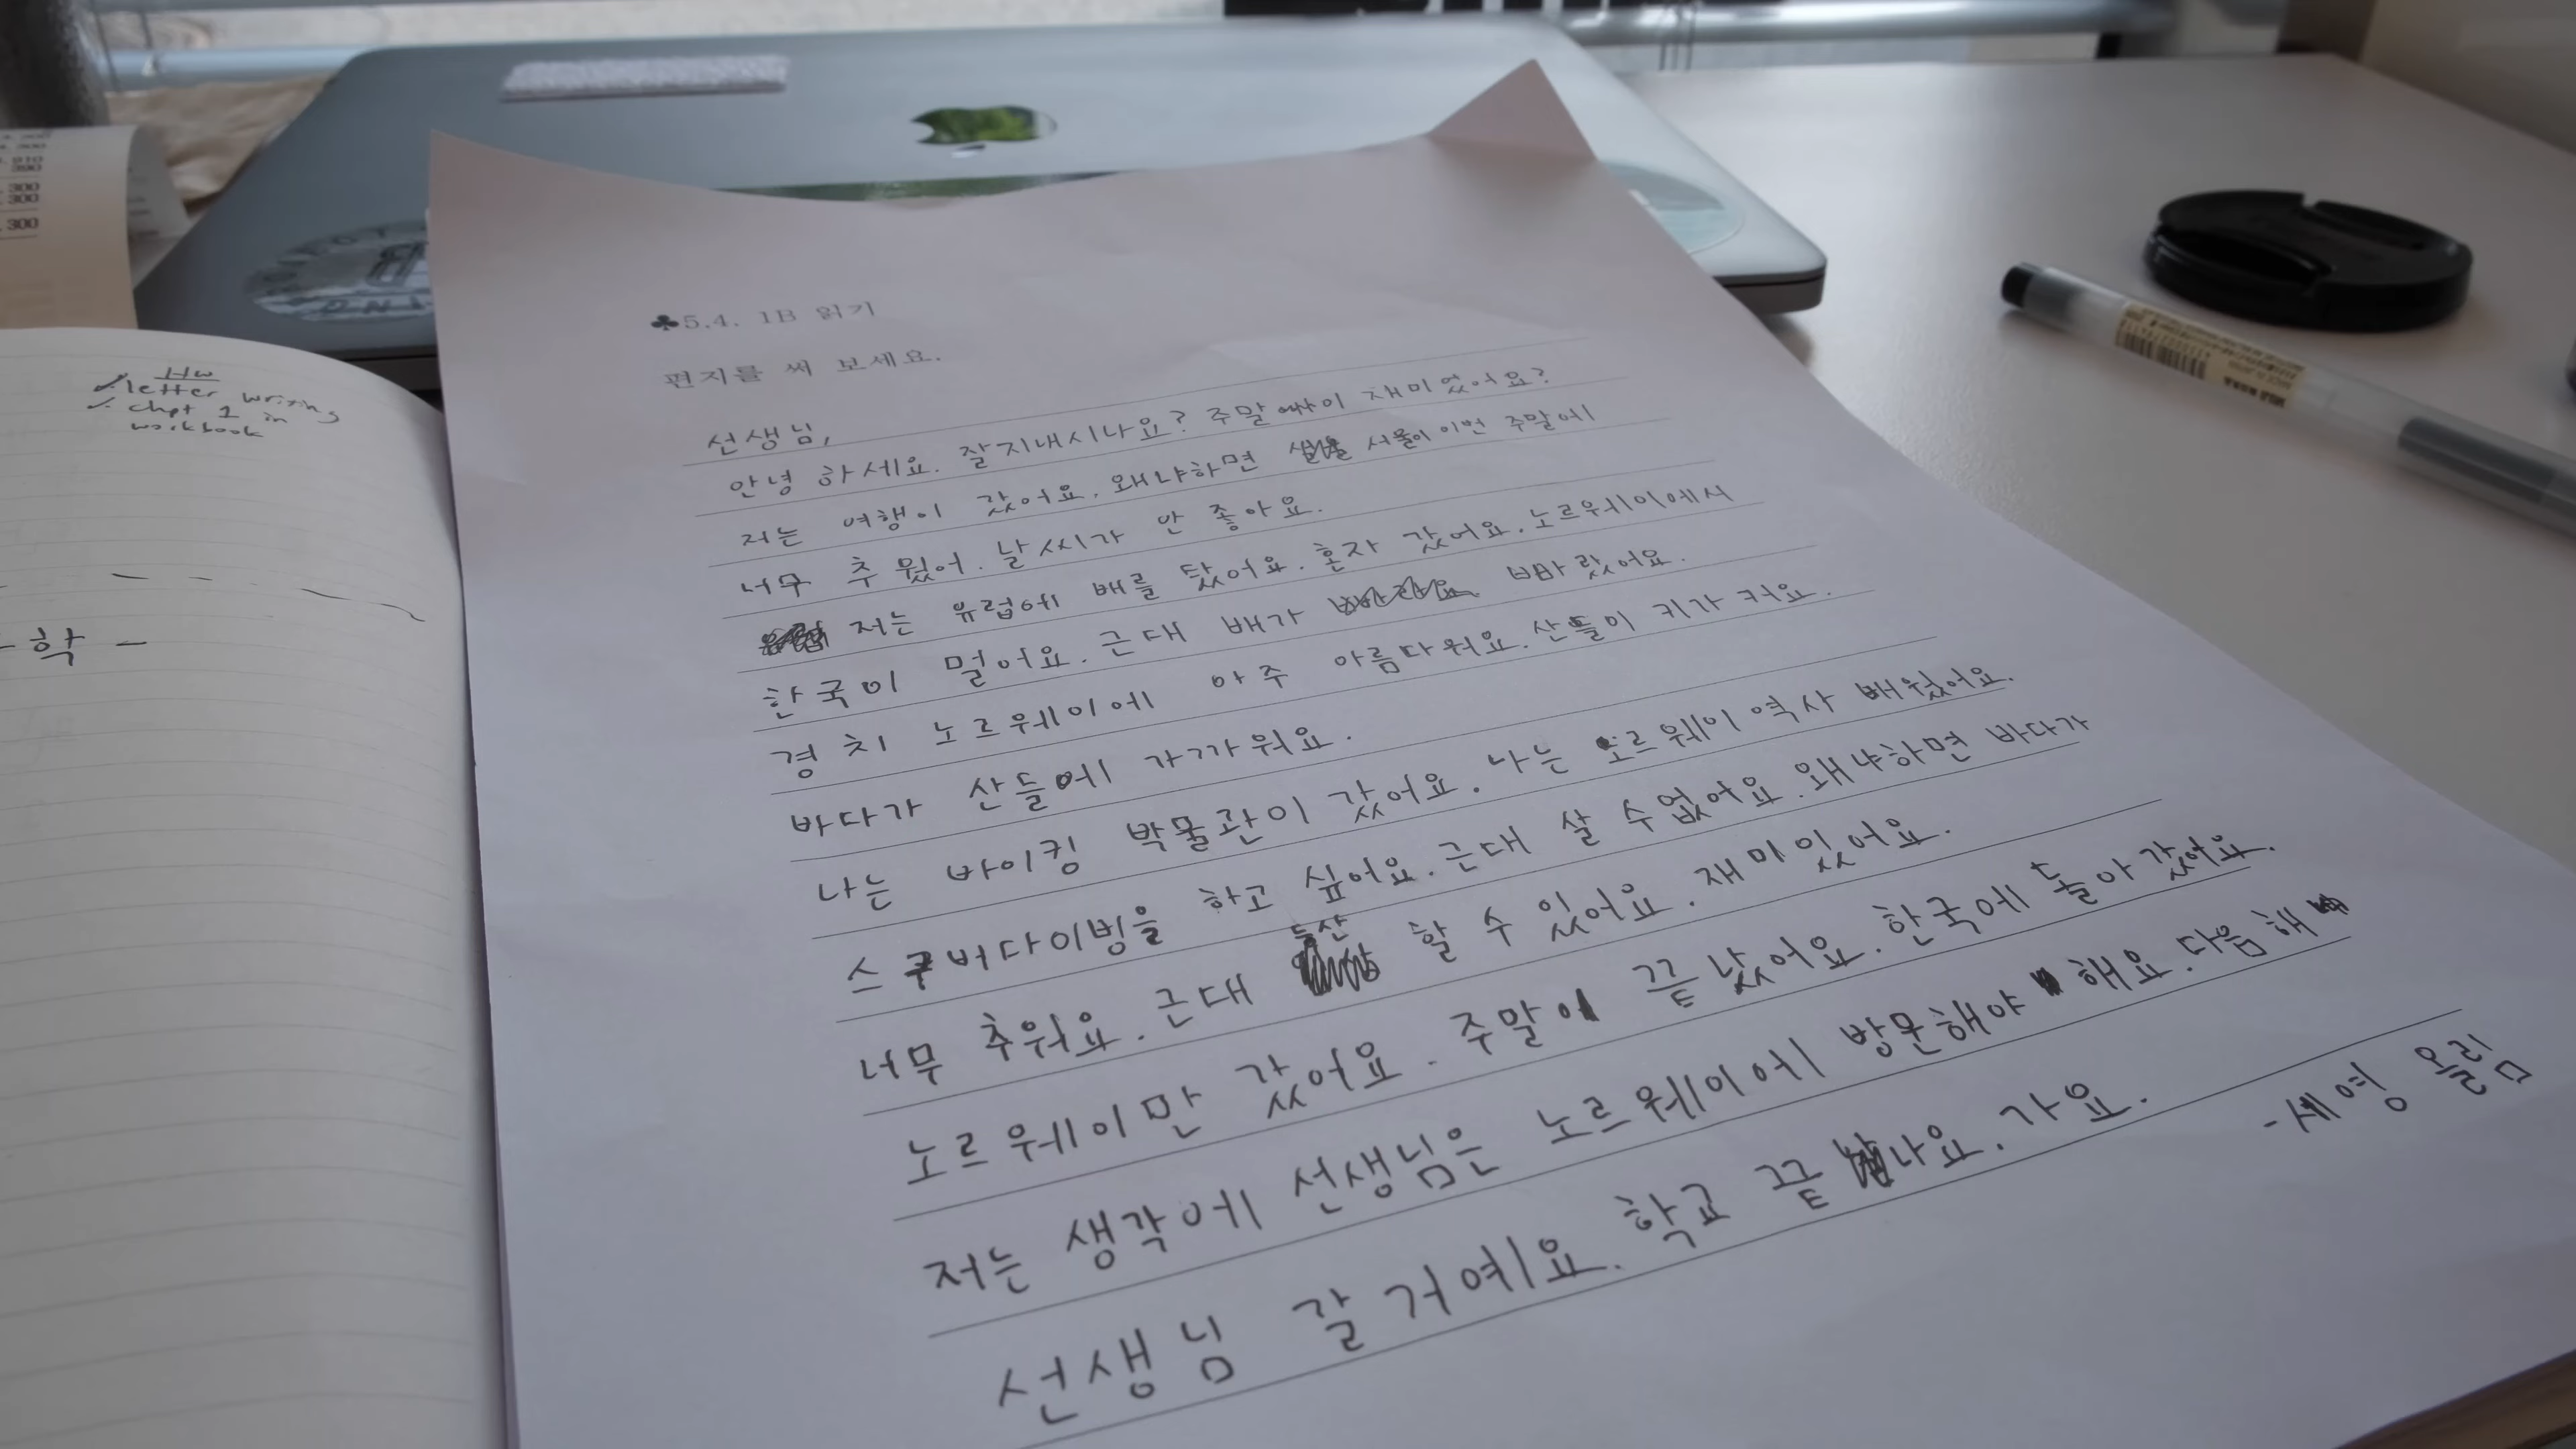 .910
390
.300
.300
.300
HW
✓ letter writing
✓ chpt 1 in
workbook
학 -
♣5.4. 1B 읽기
편지를 써 보세요.
선생님,
안녕 하세요. 잘지내시나요? 주말 이 재미 었어요?
저는 여행이 갔어요. 왜냐하면 서울이 이번 주말에
너무 추웠어. 날씨가 안 좋아요.
저는 유럽에 배를 탔어요. 혼자 갔어요. 노르웨이에서
한국이 멀어요. 근대 배가 빠랐어요.
경치 노르웨이에 아주 아름다워요. 산들이 키가 커요.
바다가 산들에 가까워요.
나는 바이킹 박물관이 갔어요. 나는 노르웨이 역사 배웠어요.
스쿠버다이빙을 하고 싶어요. 근대 살 수없어요. 왜냐하면 바다가
너무 추워요. 근대 등산 할 수 있어요. 재미있어요.
노르웨이만 갔어요. 주말이 끝났어요. 한국에 돌아갔어요.
저는 생각에 선생님은 노르웨이에 방문해야 해요. 다음해
선생님 갈거예요. 학교 끝나요. 가요.
-세영 올림